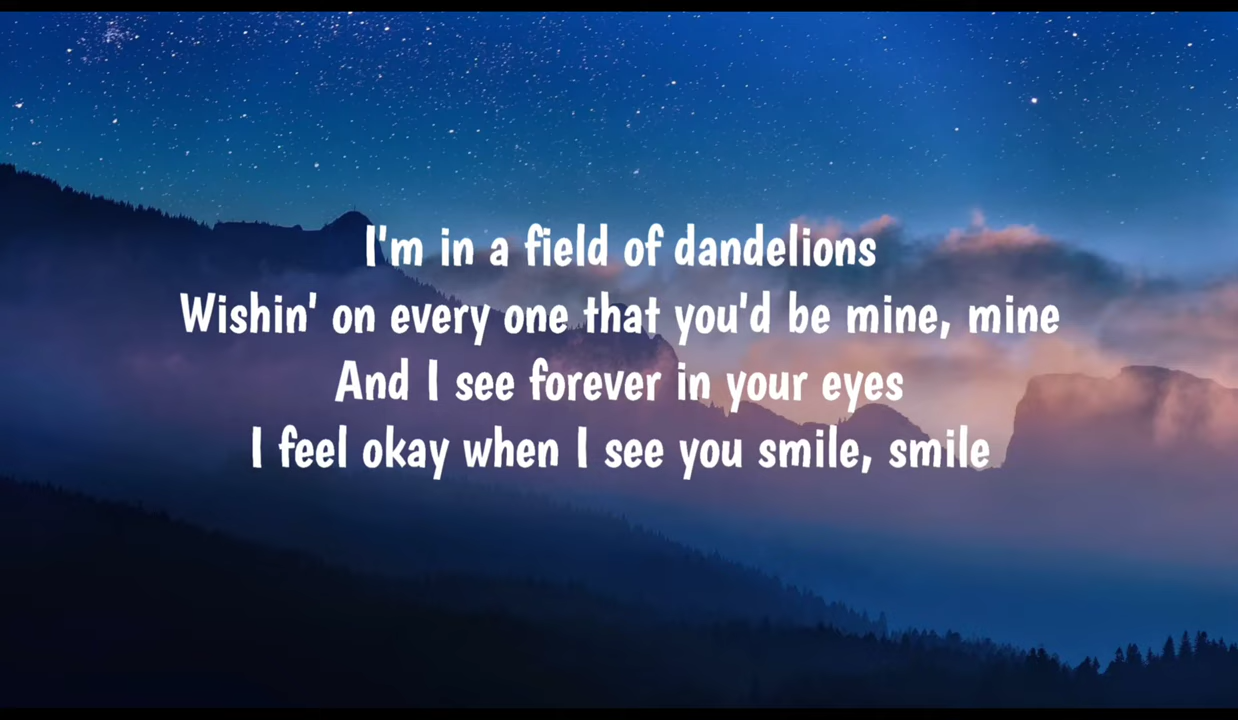 I'm in a field of dandelions
Wishin' on every one that you'd be mine, mine
And I see forever in your eyes
I feel okay when I see you smile, smile